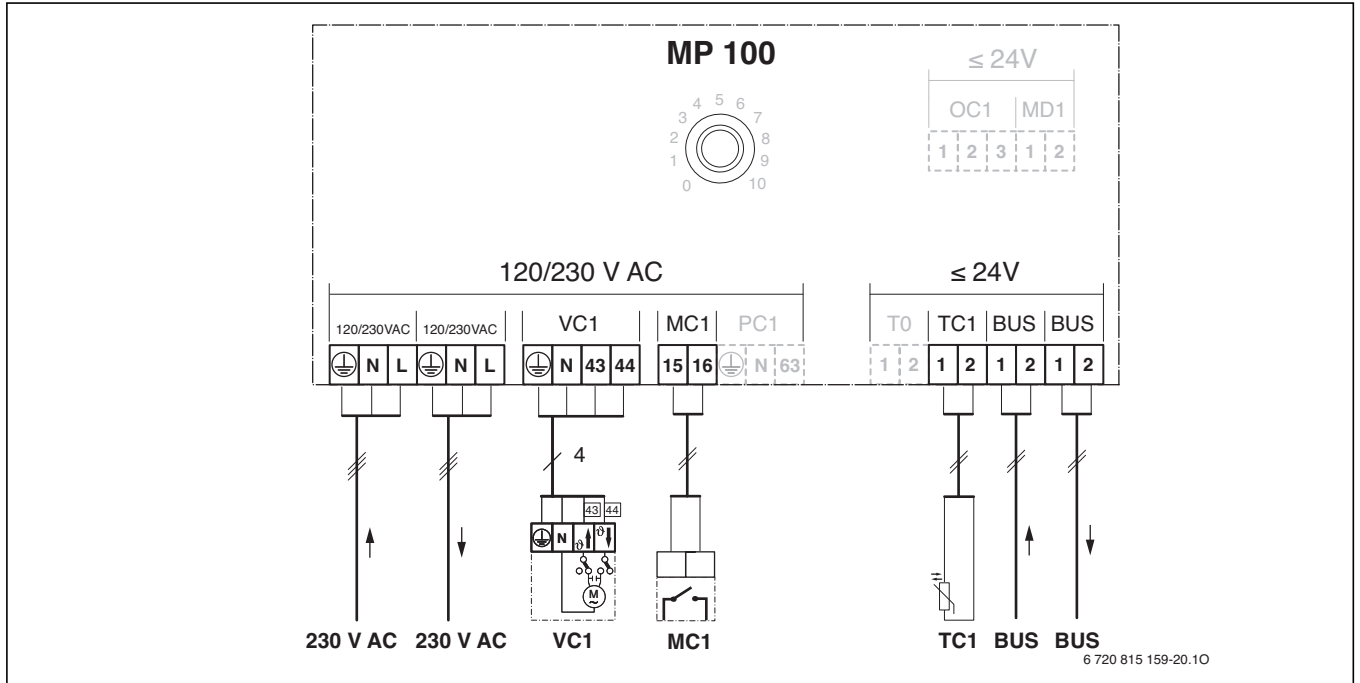 MP 100
≤ 24V
OC1 MD1
1 2 3 1 2
0 1 2 3 4 5 6 7 8 9 10
120/230 V AC
≤ 24V
120/230VAC 120/230VAC VC1 MC1 PC1 T0 TC1 BUS BUS
N L N L N 43 44 15 16 N 63 1 2 1 2 1 2 1 2
4
43 44
N ϑ ϑ
M
~
230 V AC 230 V AC VC1 MC1 TC1 BUS BUS
6 720 815 159-20.1O